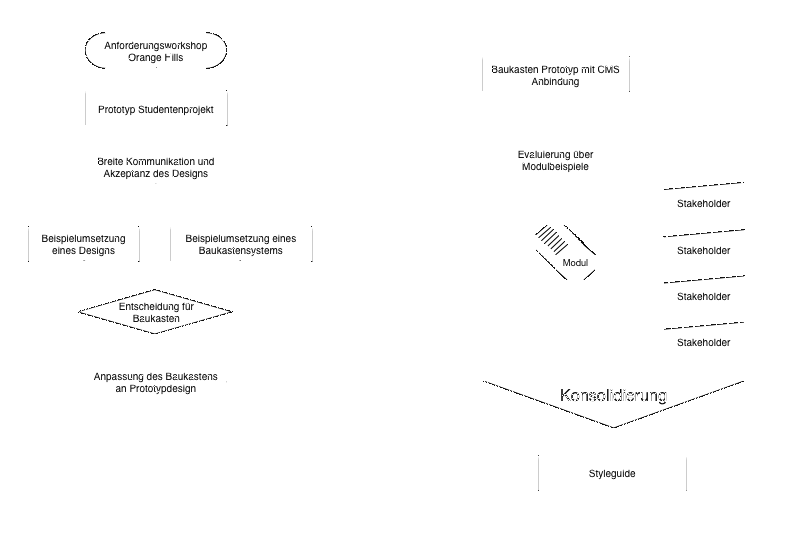 Anforderungsworkshop
Orange Hills
Prototyp Studentenprojekt
Breite Kommunikation und
Akzeptanz des Designs
Beispielumsetzung
eines Designs
Beispielumsetzung eines
Baukastensystems
Entscheidung für
Baukasten
Anpassung des Baukastens
an Prototypdesign
Baukasten Prototyp mit CMS
Anbindung
Evaluierung über
Modulbeispiele
Stakeholder
Stakeholder
Modul
Stakeholder
Stakeholder
Konsolidierung
Styleguide